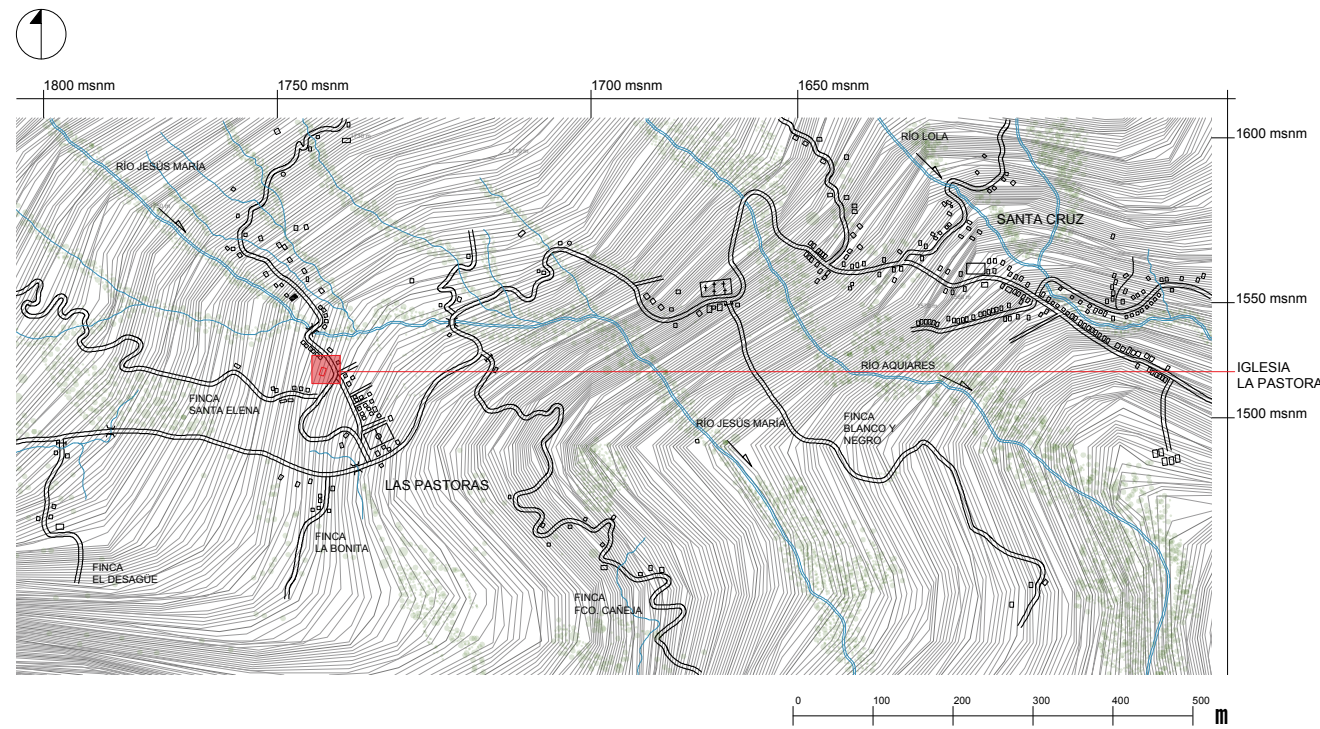 1800 msnm
1750 msnm
1700 msnm
1650 msnm
1600 msnm
RÍO LOLA
RÍO JESÚS MARÍA
SANTA CRUZ
1550 msnm
RÍO AQUIARES
IGLESIA
LA PASTORA
FINCA
SANTA ELENA
1500 msnm
RÍO JESÚS MARÍA
FINCA
BLANCO Y
NEGRO
LAS PASTORAS
FINCA
LA BONITA
FINCA
EL DESAGÜE
FINCA
FCO. CAÑEJA
0 100 200 300 400 500 m